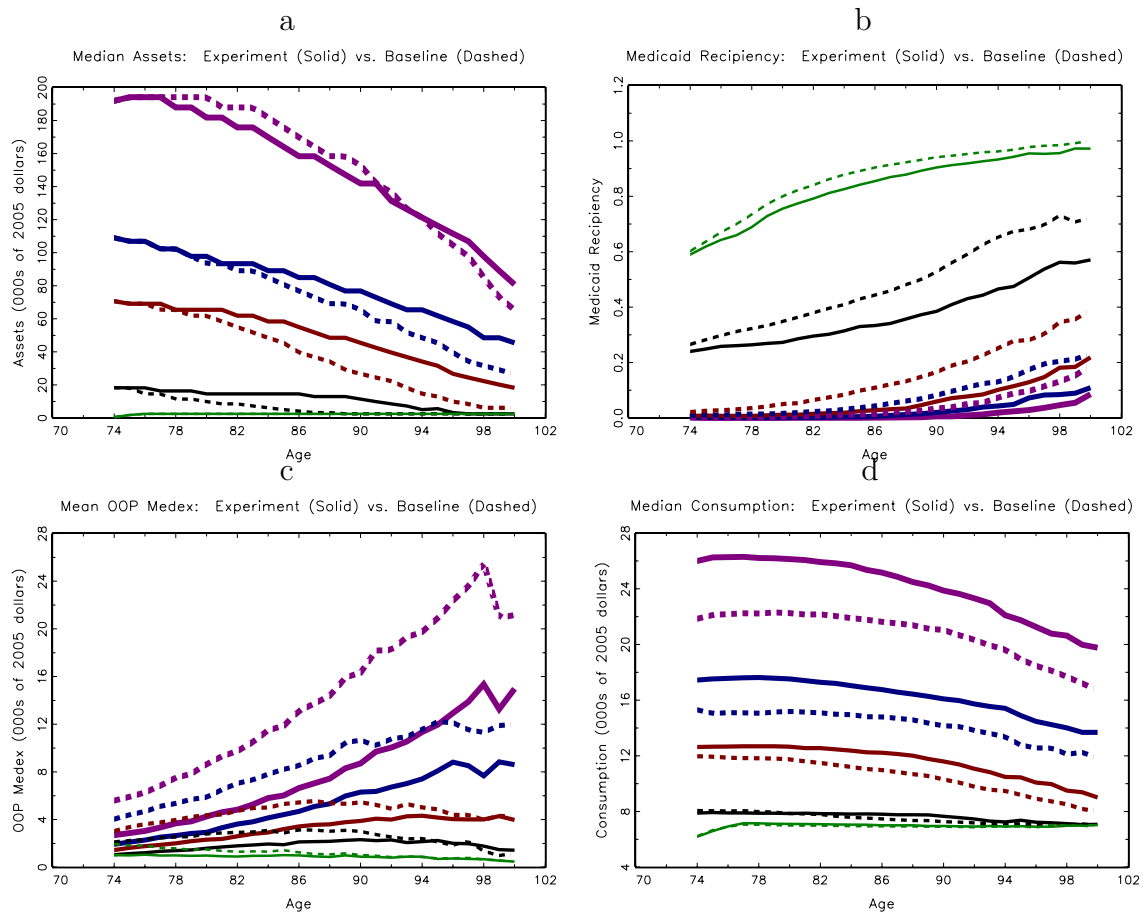 a
Median Assets: Experiment (Solid) vs. Baseline (Dashed)
Assets (000s of 2005 dollars)
200
180
160
140
120
100
80
60
40
20
0
70 74 78 82 86 90 94 98 102
Age
b
Medicaid Recipiency: Experiment (Solid) vs. Baseline (Dashed)
Medicaid Recipiency
1.2
1.0
0.8
0.6
0.4
0.2
0.0
70 74 78 82 86 90 94 98 102
Age
c
Mean OOP Medex: Experiment (Solid) vs. Baseline (Dashed)
OOP Medex (000s of 2005 dollars)
28
24
20
16
12
8
4
0
70 74 78 82 86 90 94 98 102
Age
d
Median Consumption: Experiment (Solid) vs. Baseline (Dashed)
Consumption (000s of 2005 dollars)
28
24
20
16
12
8
4
70 74 78 82 86 90 94 98 102
Age